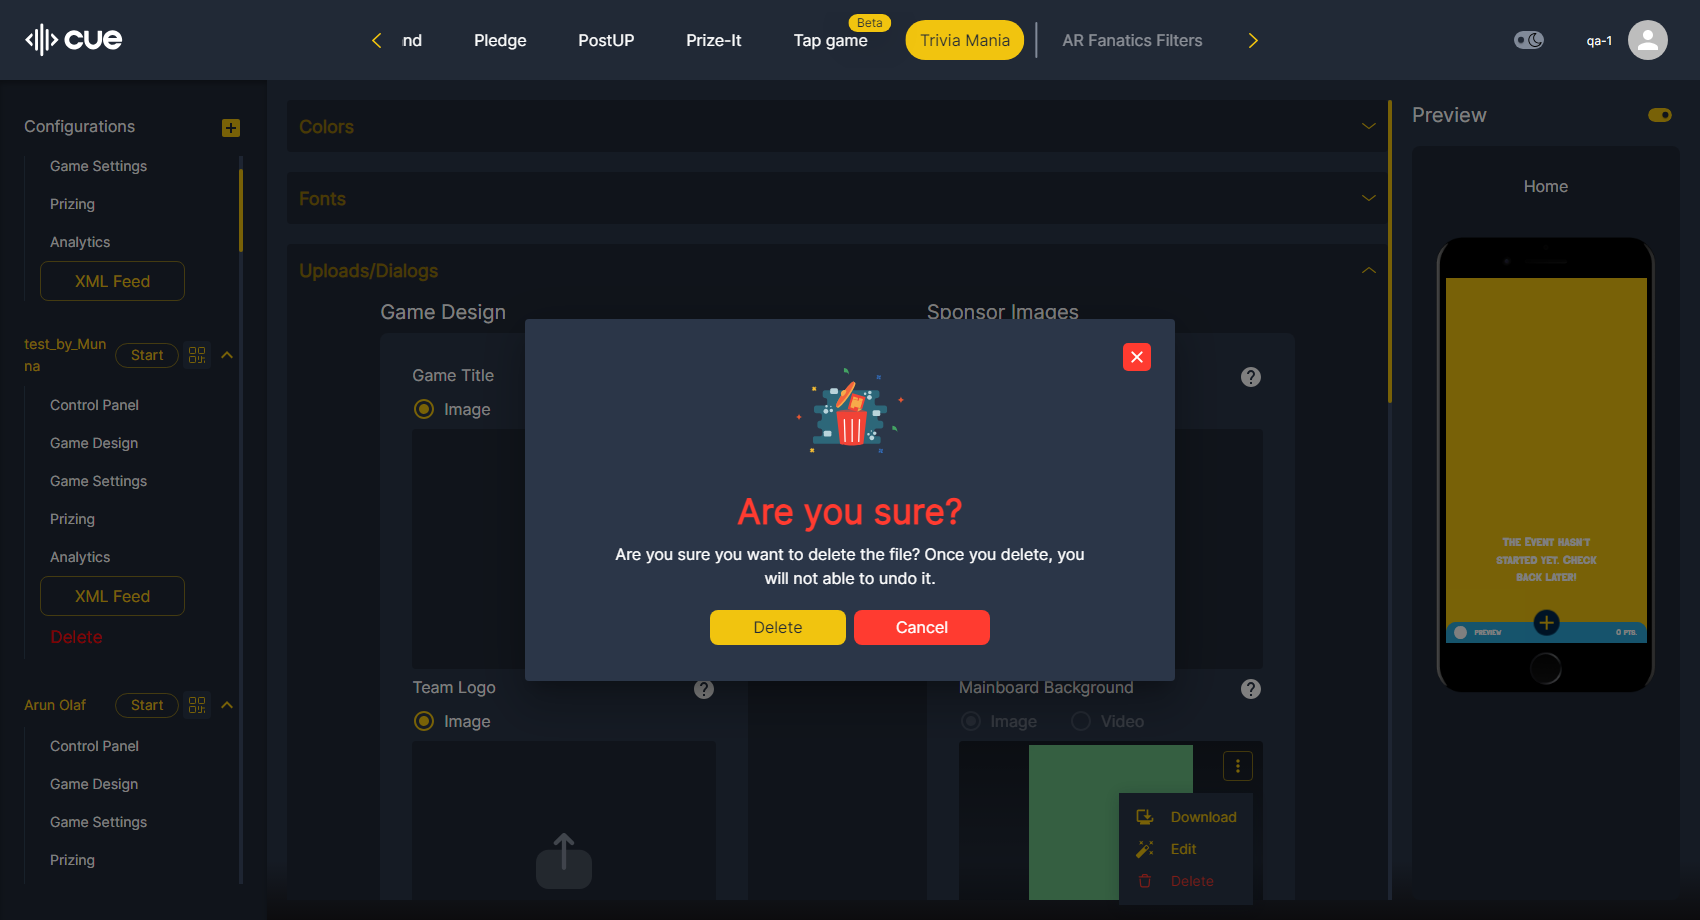 cue
nd
Pledge
PostUP
Prize-It
Tap game
Beta
Trivia Mania
AR Fanatics Filters
qa-1
Configurations
Game Settings
Prizing
Analytics
XML Feed
test_by_Mun
na
Start
Control Panel
Game Design
Game Settings
Prizing
Analytics
XML Feed
Delete
Arun Olaf
Start
Control Panel
Game Design
Game Settings
Prizing
Colors
Fonts
Uploads/Dialogs
Game Design
Sponsor Images
Game Title
Image
Are you sure?
Are you sure you want to delete the file? Once you delete, you
will not able to undo it.
Delete
Cancel
Team Logo
Image
Mainboard Background
Image
Video
Download
Edit
Delete
Preview
Home
The Event hasn't
started yet. Check
back later!
PREVIEW
0 PTS.